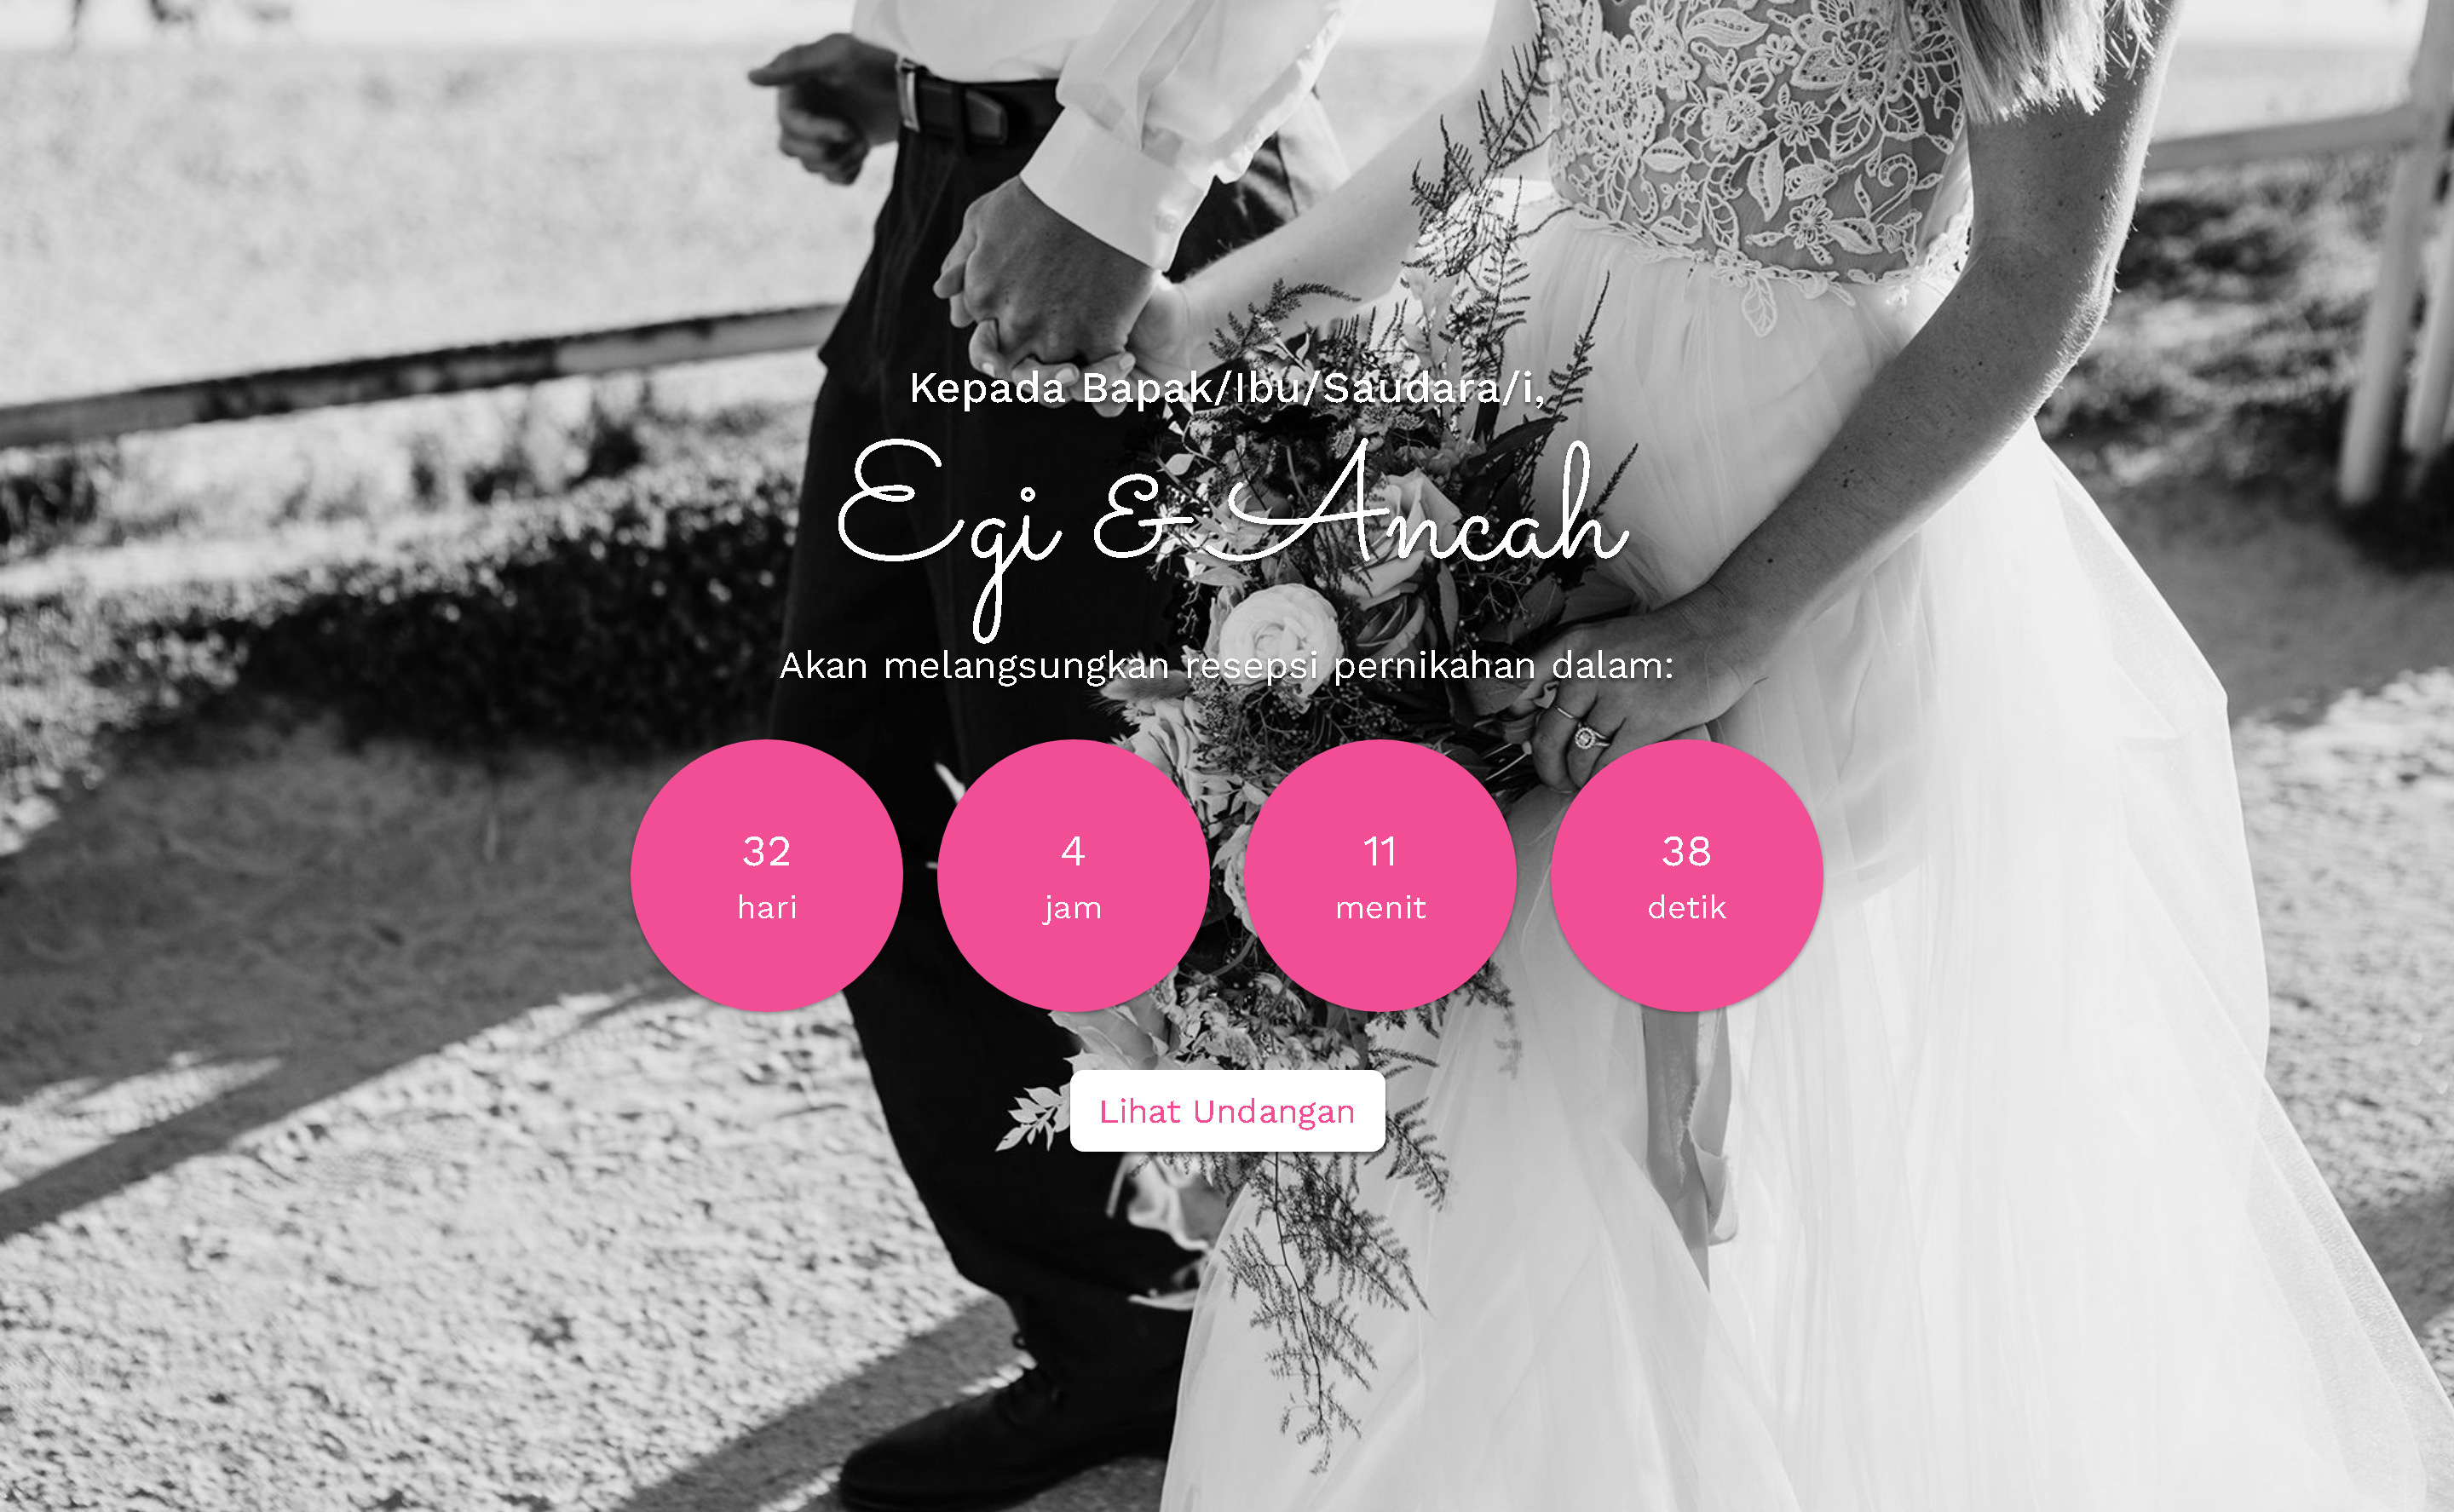 Kepada Bapak/Ibu/Saudara/i,
Egi & Ancah
Akan melangsungkan resepsi pernikahan dalam:
32
hari
4
jam
11
menit
38
detik
Lihat Undangan